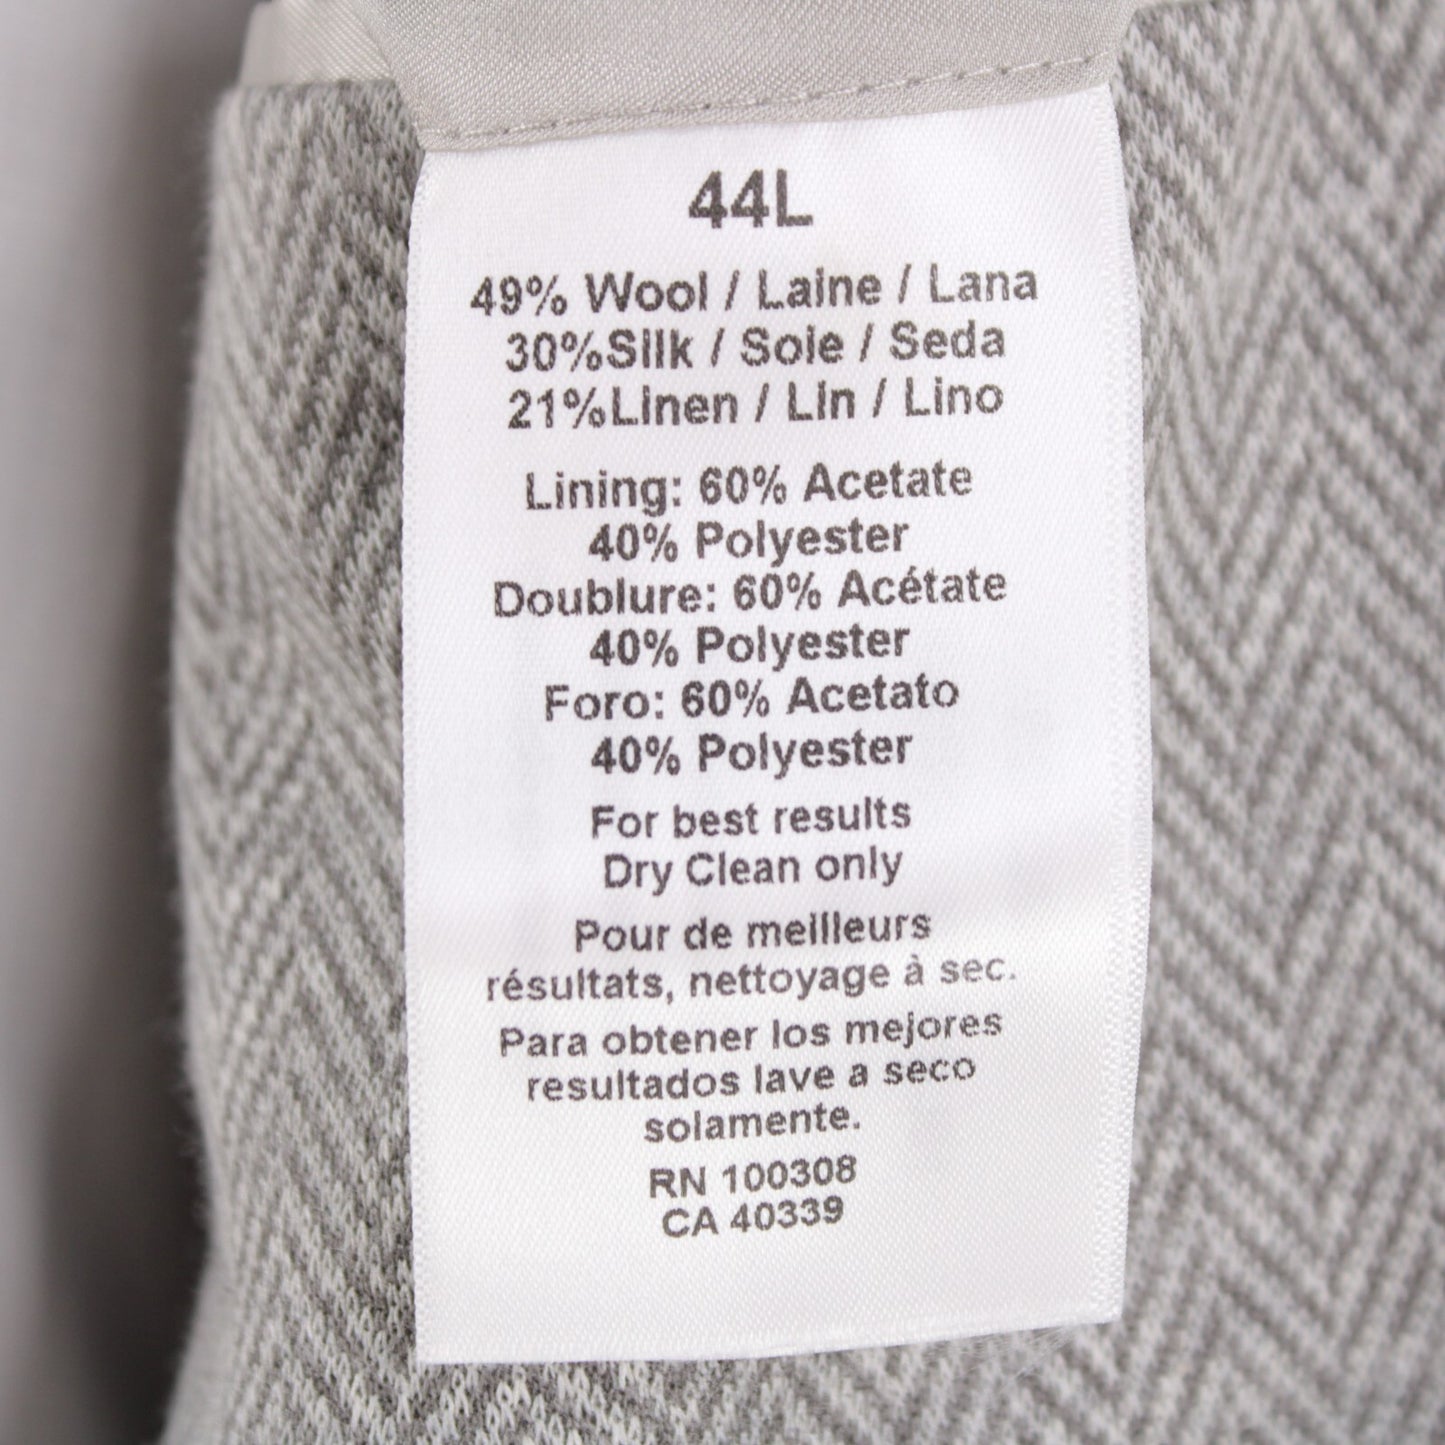 44L
49% Wool / Laine / Lana
30%Silk / Soie / Seda
21%Linen / Lin / Lino
Lining: 60% Acetate
40% Polyester
Doublure: 60% Acétate
40% Polyester
Foro: 60% Acetato
40% Polyester
For best results
Dry Clean only
Pour de meilleurs
résultats, nettoyage à sec.
Para obtener los mejores
resultados lave a seco
solamente.
RN 100308
CA 40339